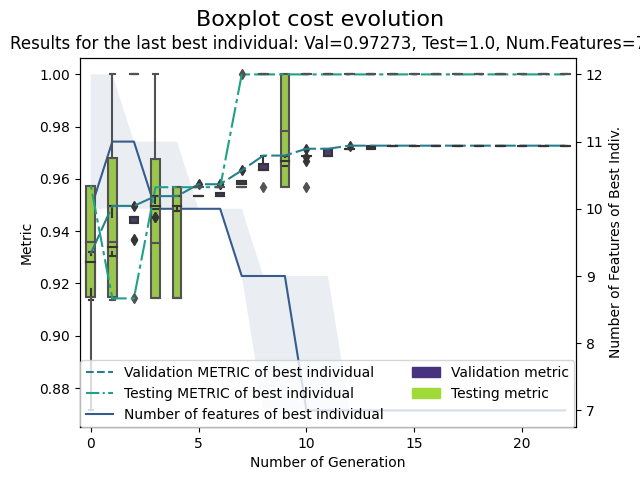 Boxplot cost evolution
Results for the last best individual: Val=0.97273, Test=1.0, Num.Features=7
1.00
0.98
0.96
0.94
0.92
0.90
0.88
Metric
12
11
10
9
8
7
Number of Features of Best Indiv.
Validation METRIC of best individual
Testing METRIC of best individual
Number of features of best individual
Validation metric
Testing metric
0
5
10
15
20
Number of Generation